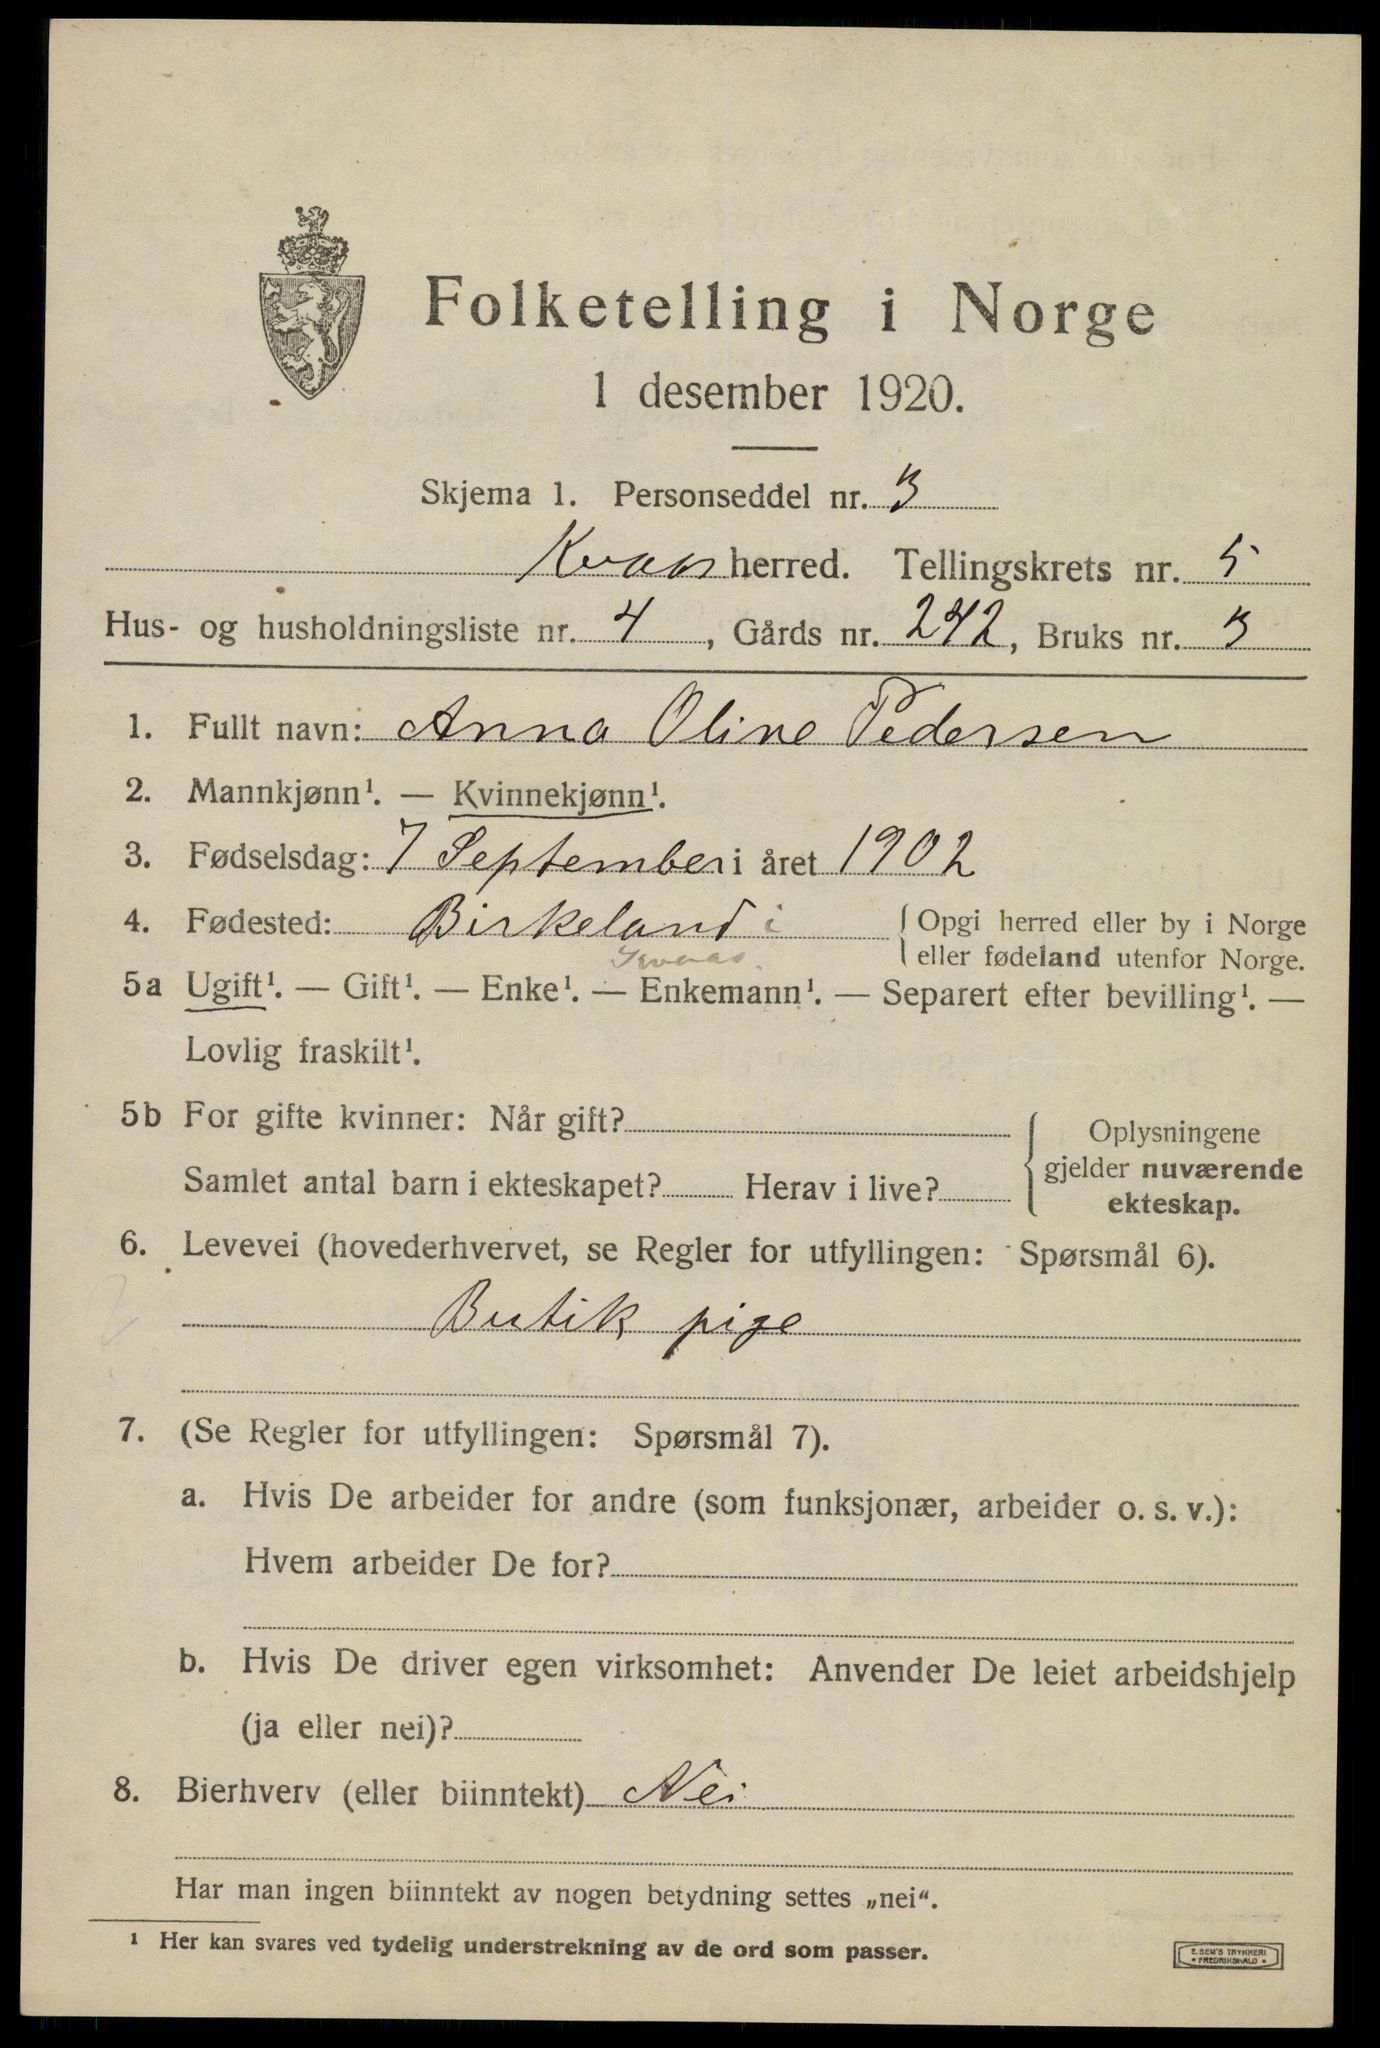 Folketelling i Norge
1 desember 1920.
Skjema 1. Personseddel nr. 3
Kvaas herred. Tellingskrets nr. 5
Hus- og husholdningsliste nr. 4, Gårds nr. 242, Bruks nr. 3
1. Fullt navn: Anna Oline Pedersen
2. Mannkjønn¹. — Kvinnekjønn¹.
3. Fødselsdag: 7 September i året 1902
4. Fødested: Birkeland i Opgi herred eller by i Norge
Kvaas. eller fødeland utenfor Norge.
5a Ugift¹. — Gift¹. — Enke¹. — Enkemann¹. — Separert efter bevilling¹. —
Lovlig fraskilt¹.
5b For gifte kvinner: Når gift?
Samlet antal barn i ekteskapet? Herav i live?
Oplysningene
gjelder nuværende
ekteskap.
6. Levevei (hovederhvervet, se Regler for utfyllingen: Spørsmål 6).
Butik pige
7. (Se Regler for utfyllingen: Spørsmål 7).
a. Hvis De arbeider for andre (som funksjonær, arbeider o. s. v.):
Hvem arbeider De for?
b. Hvis De driver egen virksomhet: Anvender De leiet arbeidshjelp
(ja eller nei)?
8. Bierhverv (eller biinntekt) Nei
Har man ingen biinntekt av nogen betydning settes „nei“.
¹ Her kan svares ved tydelig understrekning av de ord som passer.
E. SEM'S TRYKKERI
• FREDRIKSHALD •